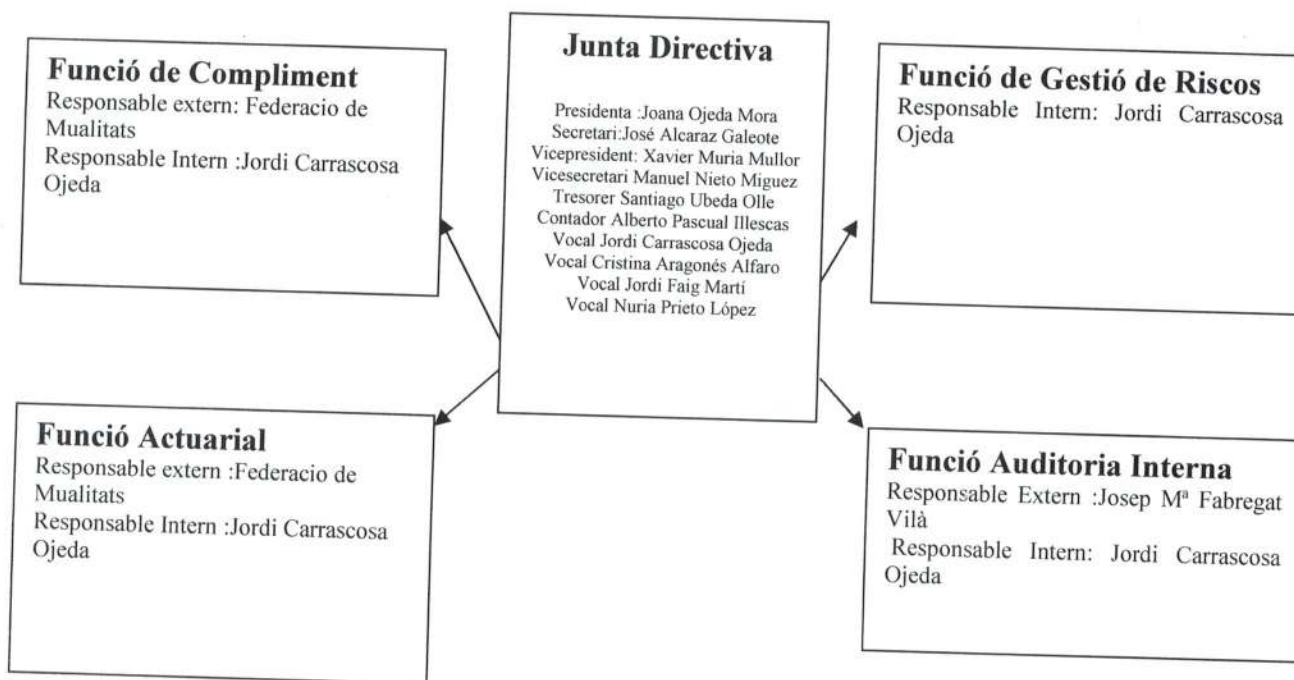 Funció de Compliment
Responsable extern: Federacio de
Mualitats
Responsable Intern :Jordi Carrascosa
Ojeda
Junta Directiva
Presidenta :Joana Ojeda Mora
Secretari:José Alcaraz Galeote
Vicepresident: Xavier Muria Mullor
Vicesecretari Manuel Nieto Miguez
Tresorer Santiago Ubeda Olle
Contador Alberto Pascual Illescas
Vocal Jordi Carrascosa Ojeda
Vocal Cristina Aragonés Alfaro
Vocal Jordi Faig Martí
Vocal Nuria Prieto López
Funció de Gestió de Riscos
Responsable Intern: Jordi Carrascosa
Ojeda
Funció Actuarial
Responsable extern :Federacio de
Mualitats
Responsable Intern :Jordi Carrascosa
Ojeda
Funció Auditoria Interna
Responsable Extern :Josep Mª Fabregat
Vilà
Responsable Intern: Jordi Carrascosa
Ojeda